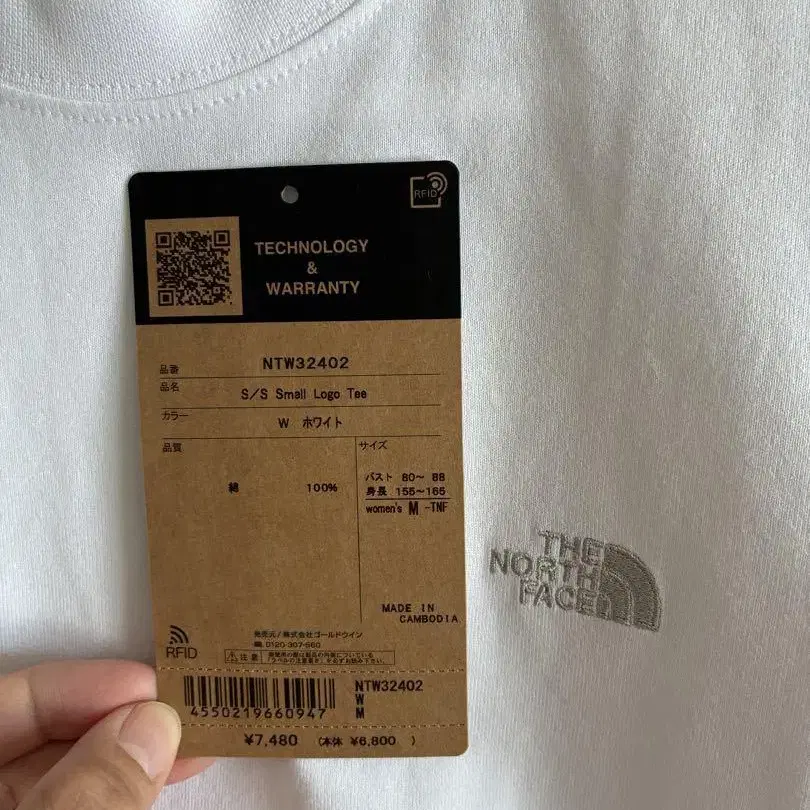 RFID
TECHNOLOGY
&
WARRANTY
品番 NTW32402
品名 S/S Small Logo Tee
カラー W ホワイト
品質
綿 100%
サイズ
バスト 80～ 88
身長 155～165
women's M -TNF
MADE IN
CAMBODIA
RFID
発売元/株式会社ゴールドウイン
☎0120-307-560
注意
4550219660947
NTW32402
W
M
¥7,480 (本体 ¥6,800 )
THE
NORTH
FACE